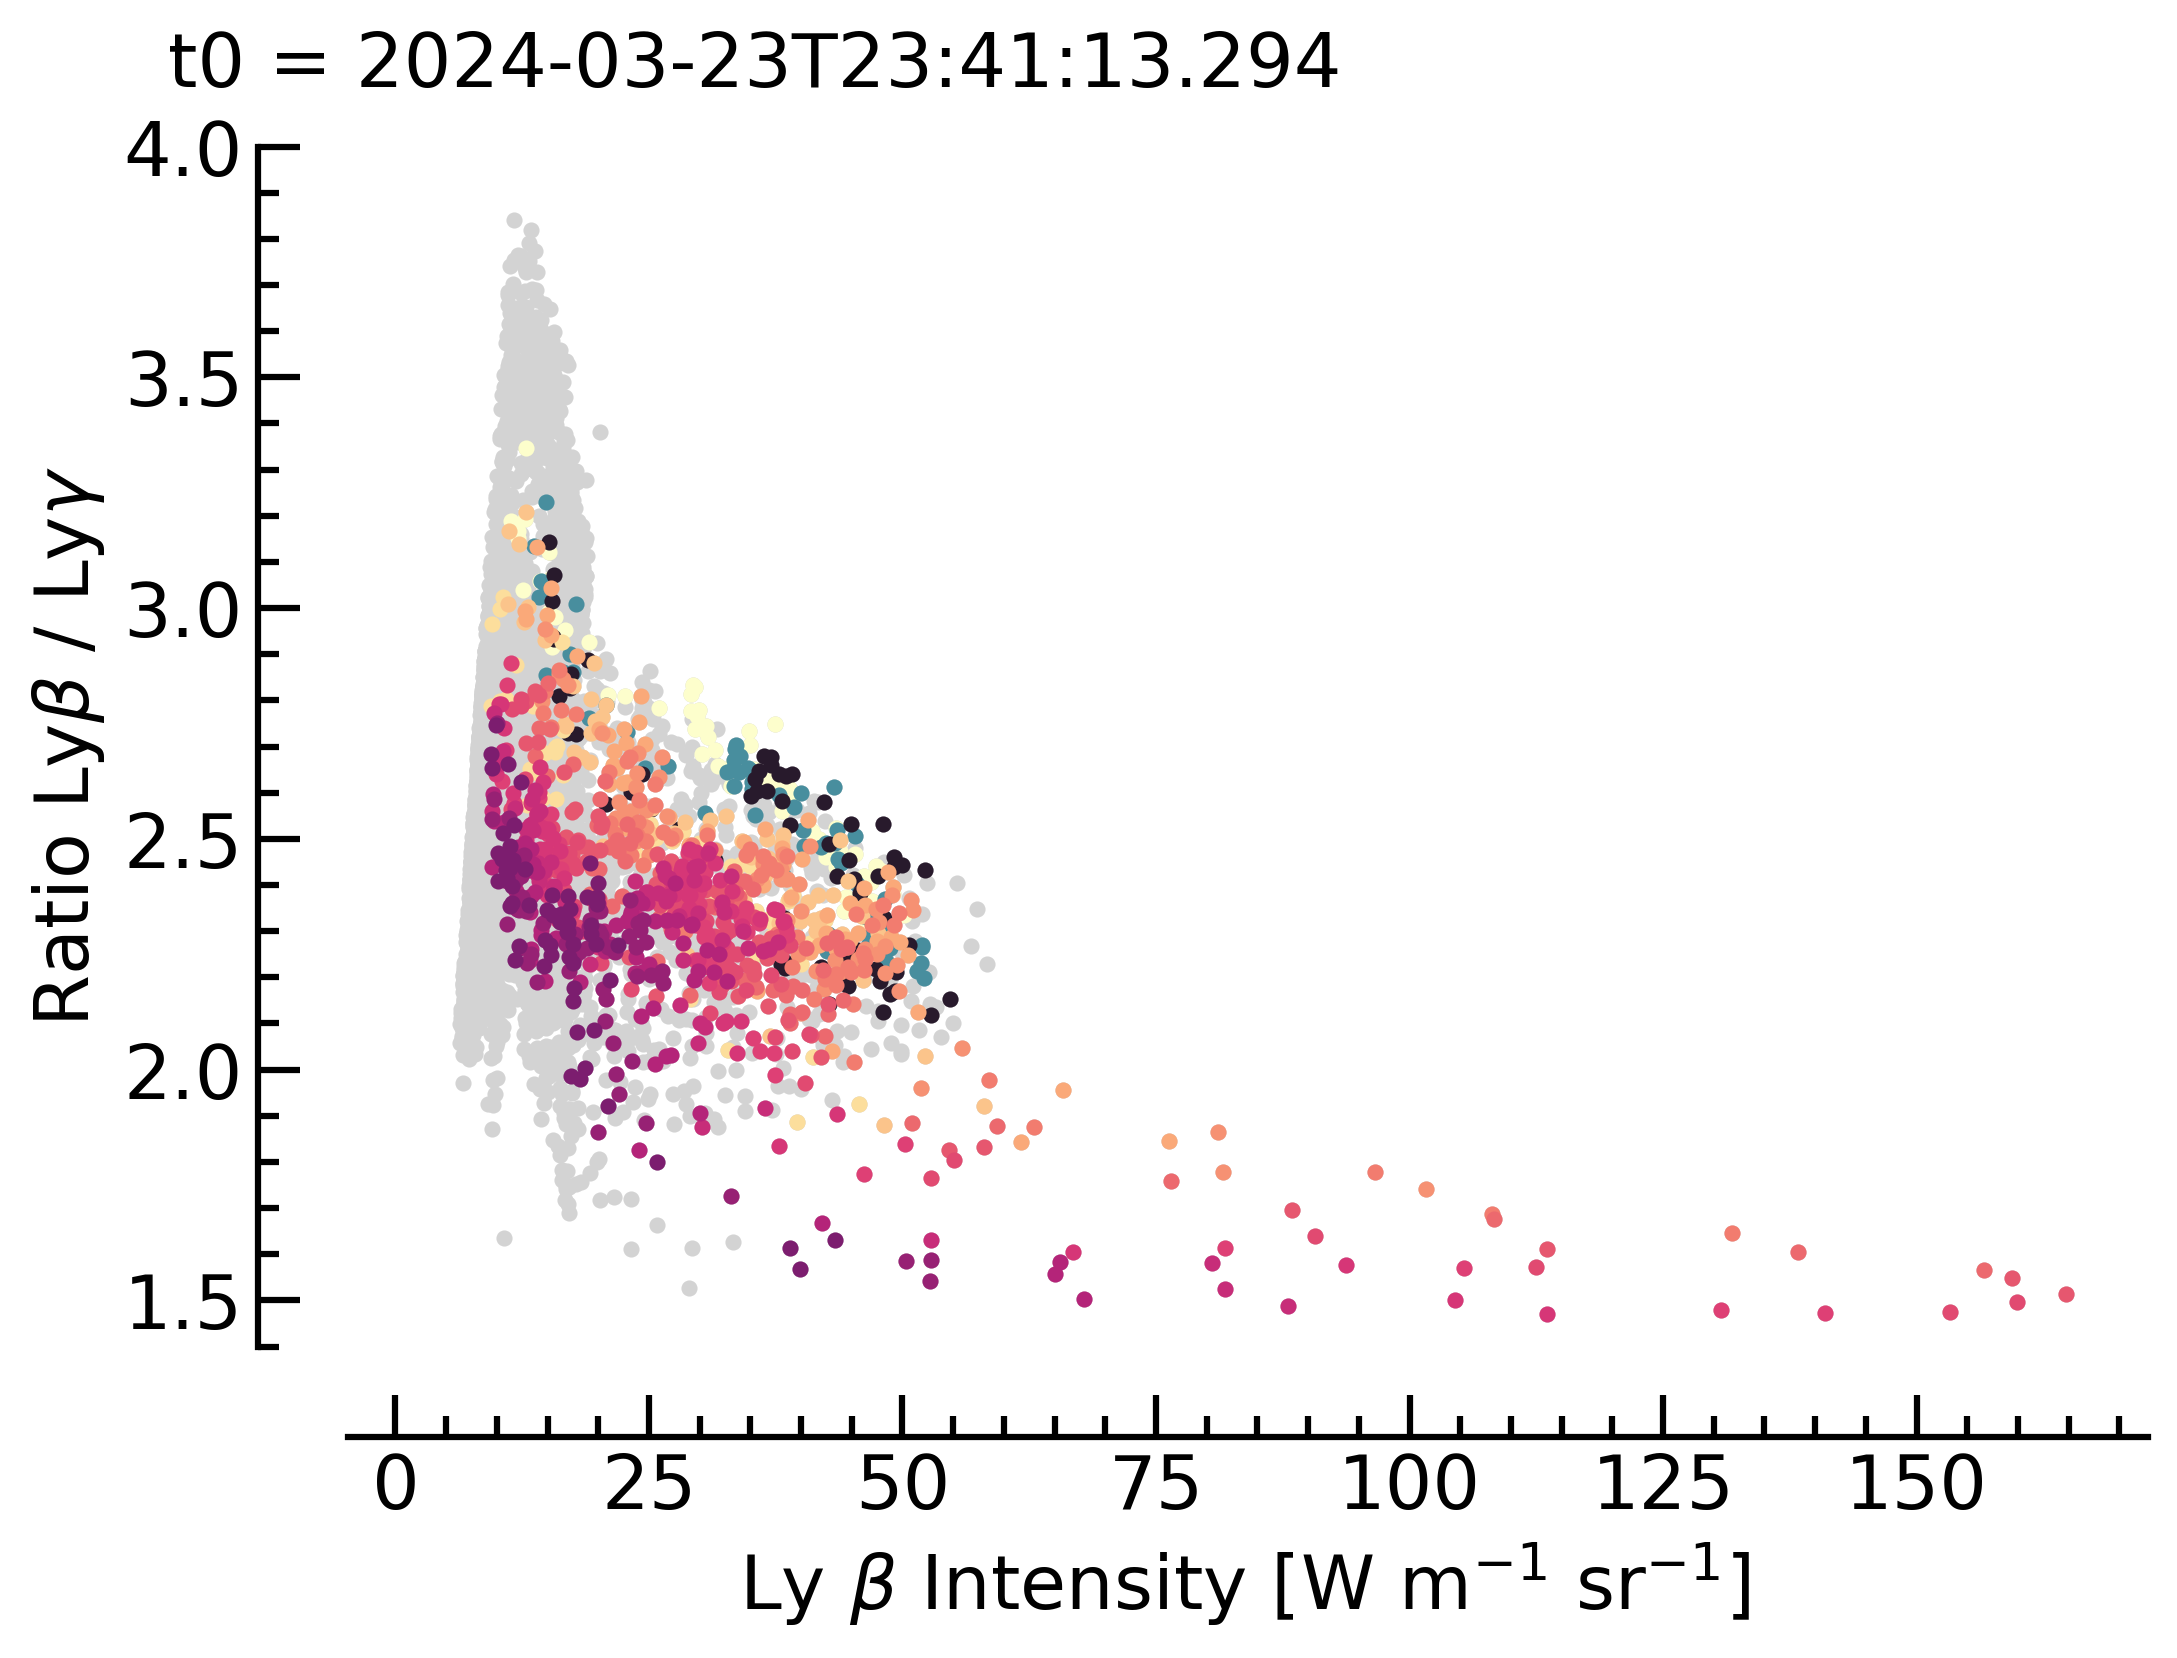 t0 = 2024-03-23T23:41:13.294
4.0
3.5
3.0
2.5
2.0
1.5
Ratio Lyβ / Lyγ
0 25 50 75 100 125 150
Ly β Intensity [W m⁻¹ sr⁻¹]